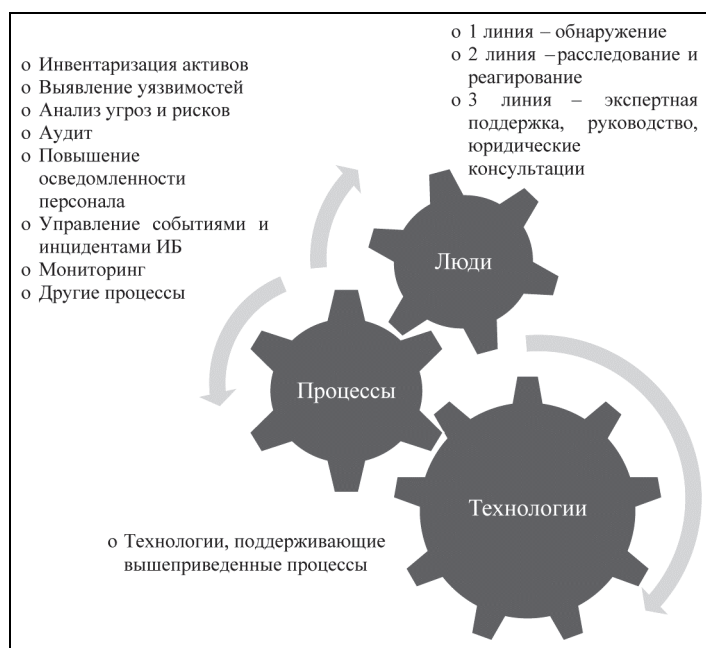 о Инвентаризация активов
о Выявление уязвимостей
о Анализ угроз и рисков
о Аудит
о Повышение
осведомленности
персонала
о Управление событиями и
инцидентами ИБ
о Мониторинг
о Другие процессы
о 1 линия – обнаружение
о 2 линия –расследование и
реагирование
о 3 линия – экспертная
поддержка, руководство,
юридические
консультации
Люди
Процессы
Технологии
о Технологии, поддерживающие
вышеприведенные процессы